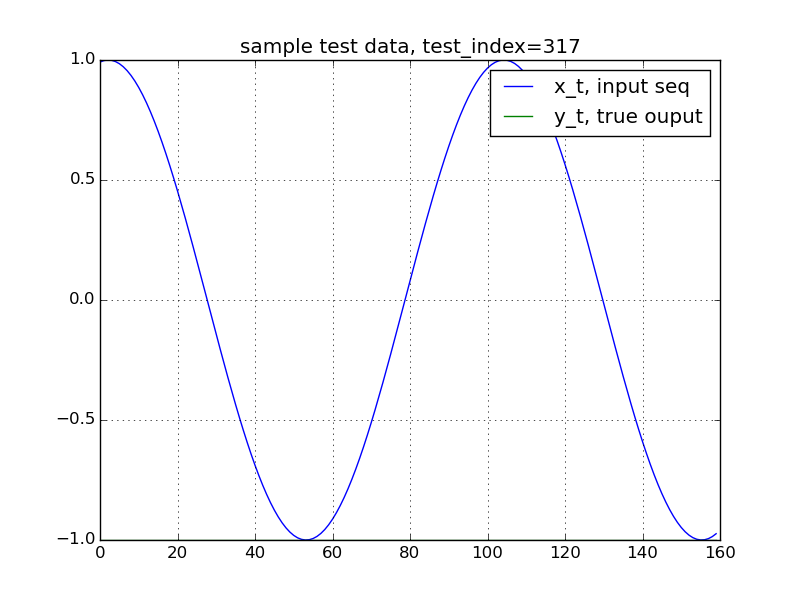 sample test data, test_index=317
x_t, input seq
y_t, true ouput
1.0
0.5
0.0
−0.5
−1.0
0 20 40 60 80 100 120 140 160